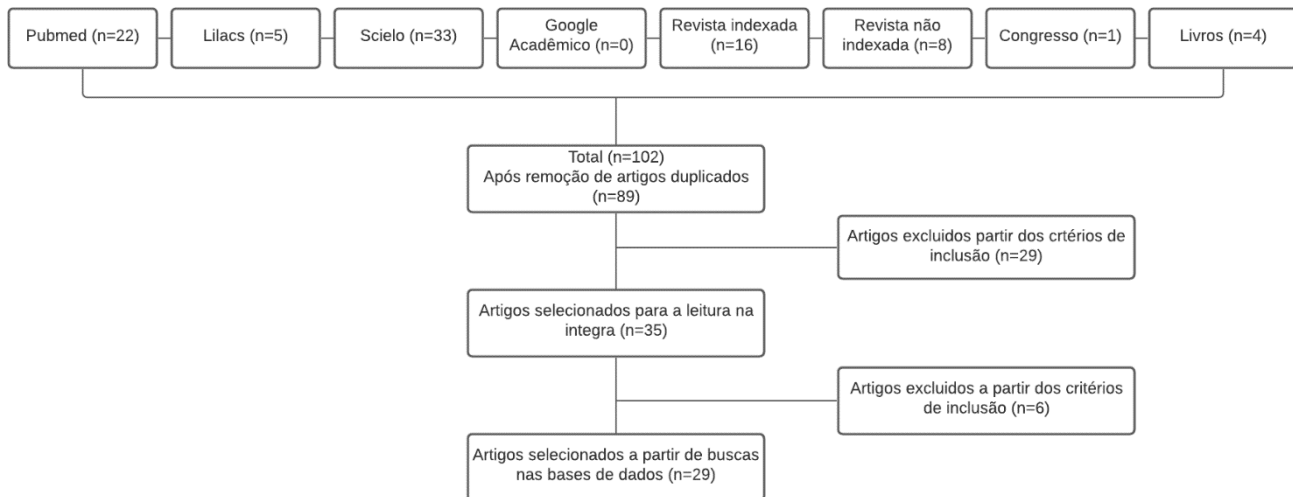 Pubmed (n=22)
Lilacs (n=5)
Scielo (n=33)
Google
Acadêmico (n=0)
Revista indexada
(n=16)
Revista não
indexada (n=8)
Congresso (n=1)
Livros (n=4)
Total (n=102)
Após remoção de artigos duplicados
(n=89)
Artigos excluidos partir dos crtérios de
inclusão (n=29)
Artigos selecionados para a leitura na
integra (n=35)
Artigos excluidos a partir dos critérios
de inclusão (n=6)
Artigos selecionados a partir de buscas
nas bases de dados (n=29)